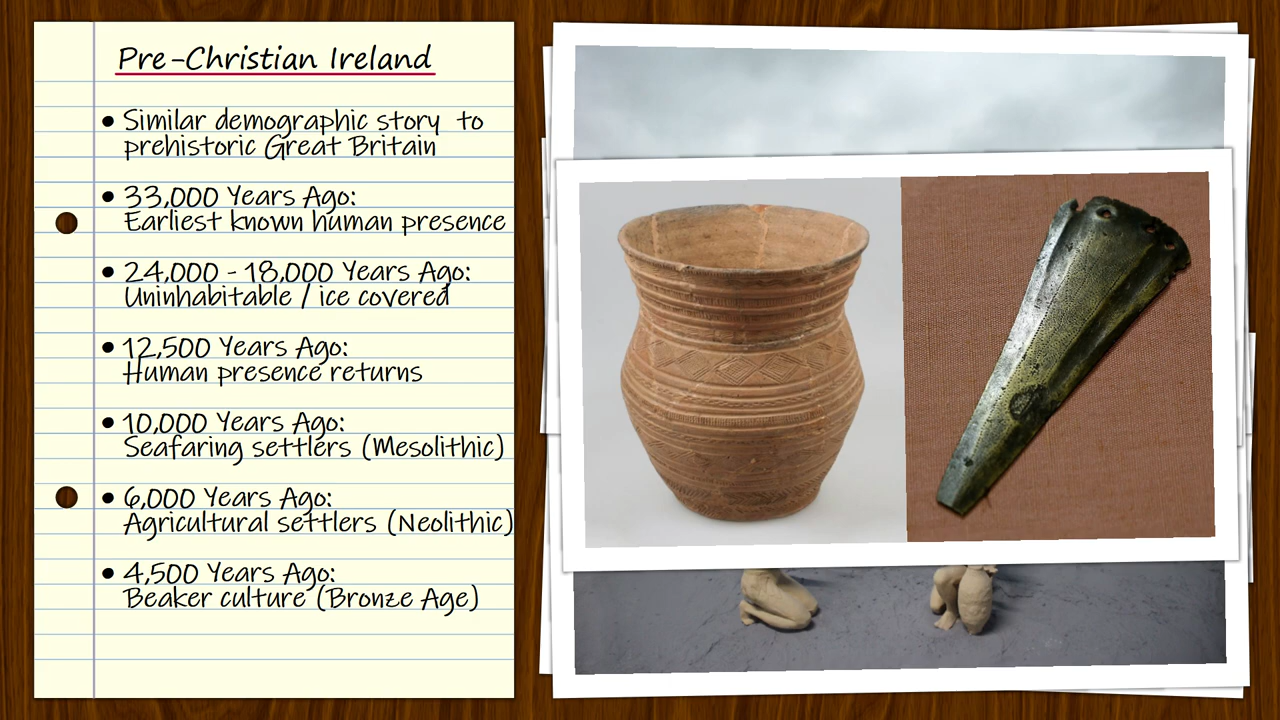 Pre-Christian Ireland
• Similar demographic story to
prehistoric Great Britain
• 33,000 Years Ago:
Earliest known human presence
• 24,000 - 18,000 Years Ago:
Uninhabitable / ice covered
• 12,500 Years Ago:
Human presence returns
• 10,000 Years Ago:
Seafaring settlers (Mesolithic)
• 6,000 Years Ago:
Agricultural settlers (Neolithic)
• 4,500 Years Ago:
Beaker culture (Bronze Age)